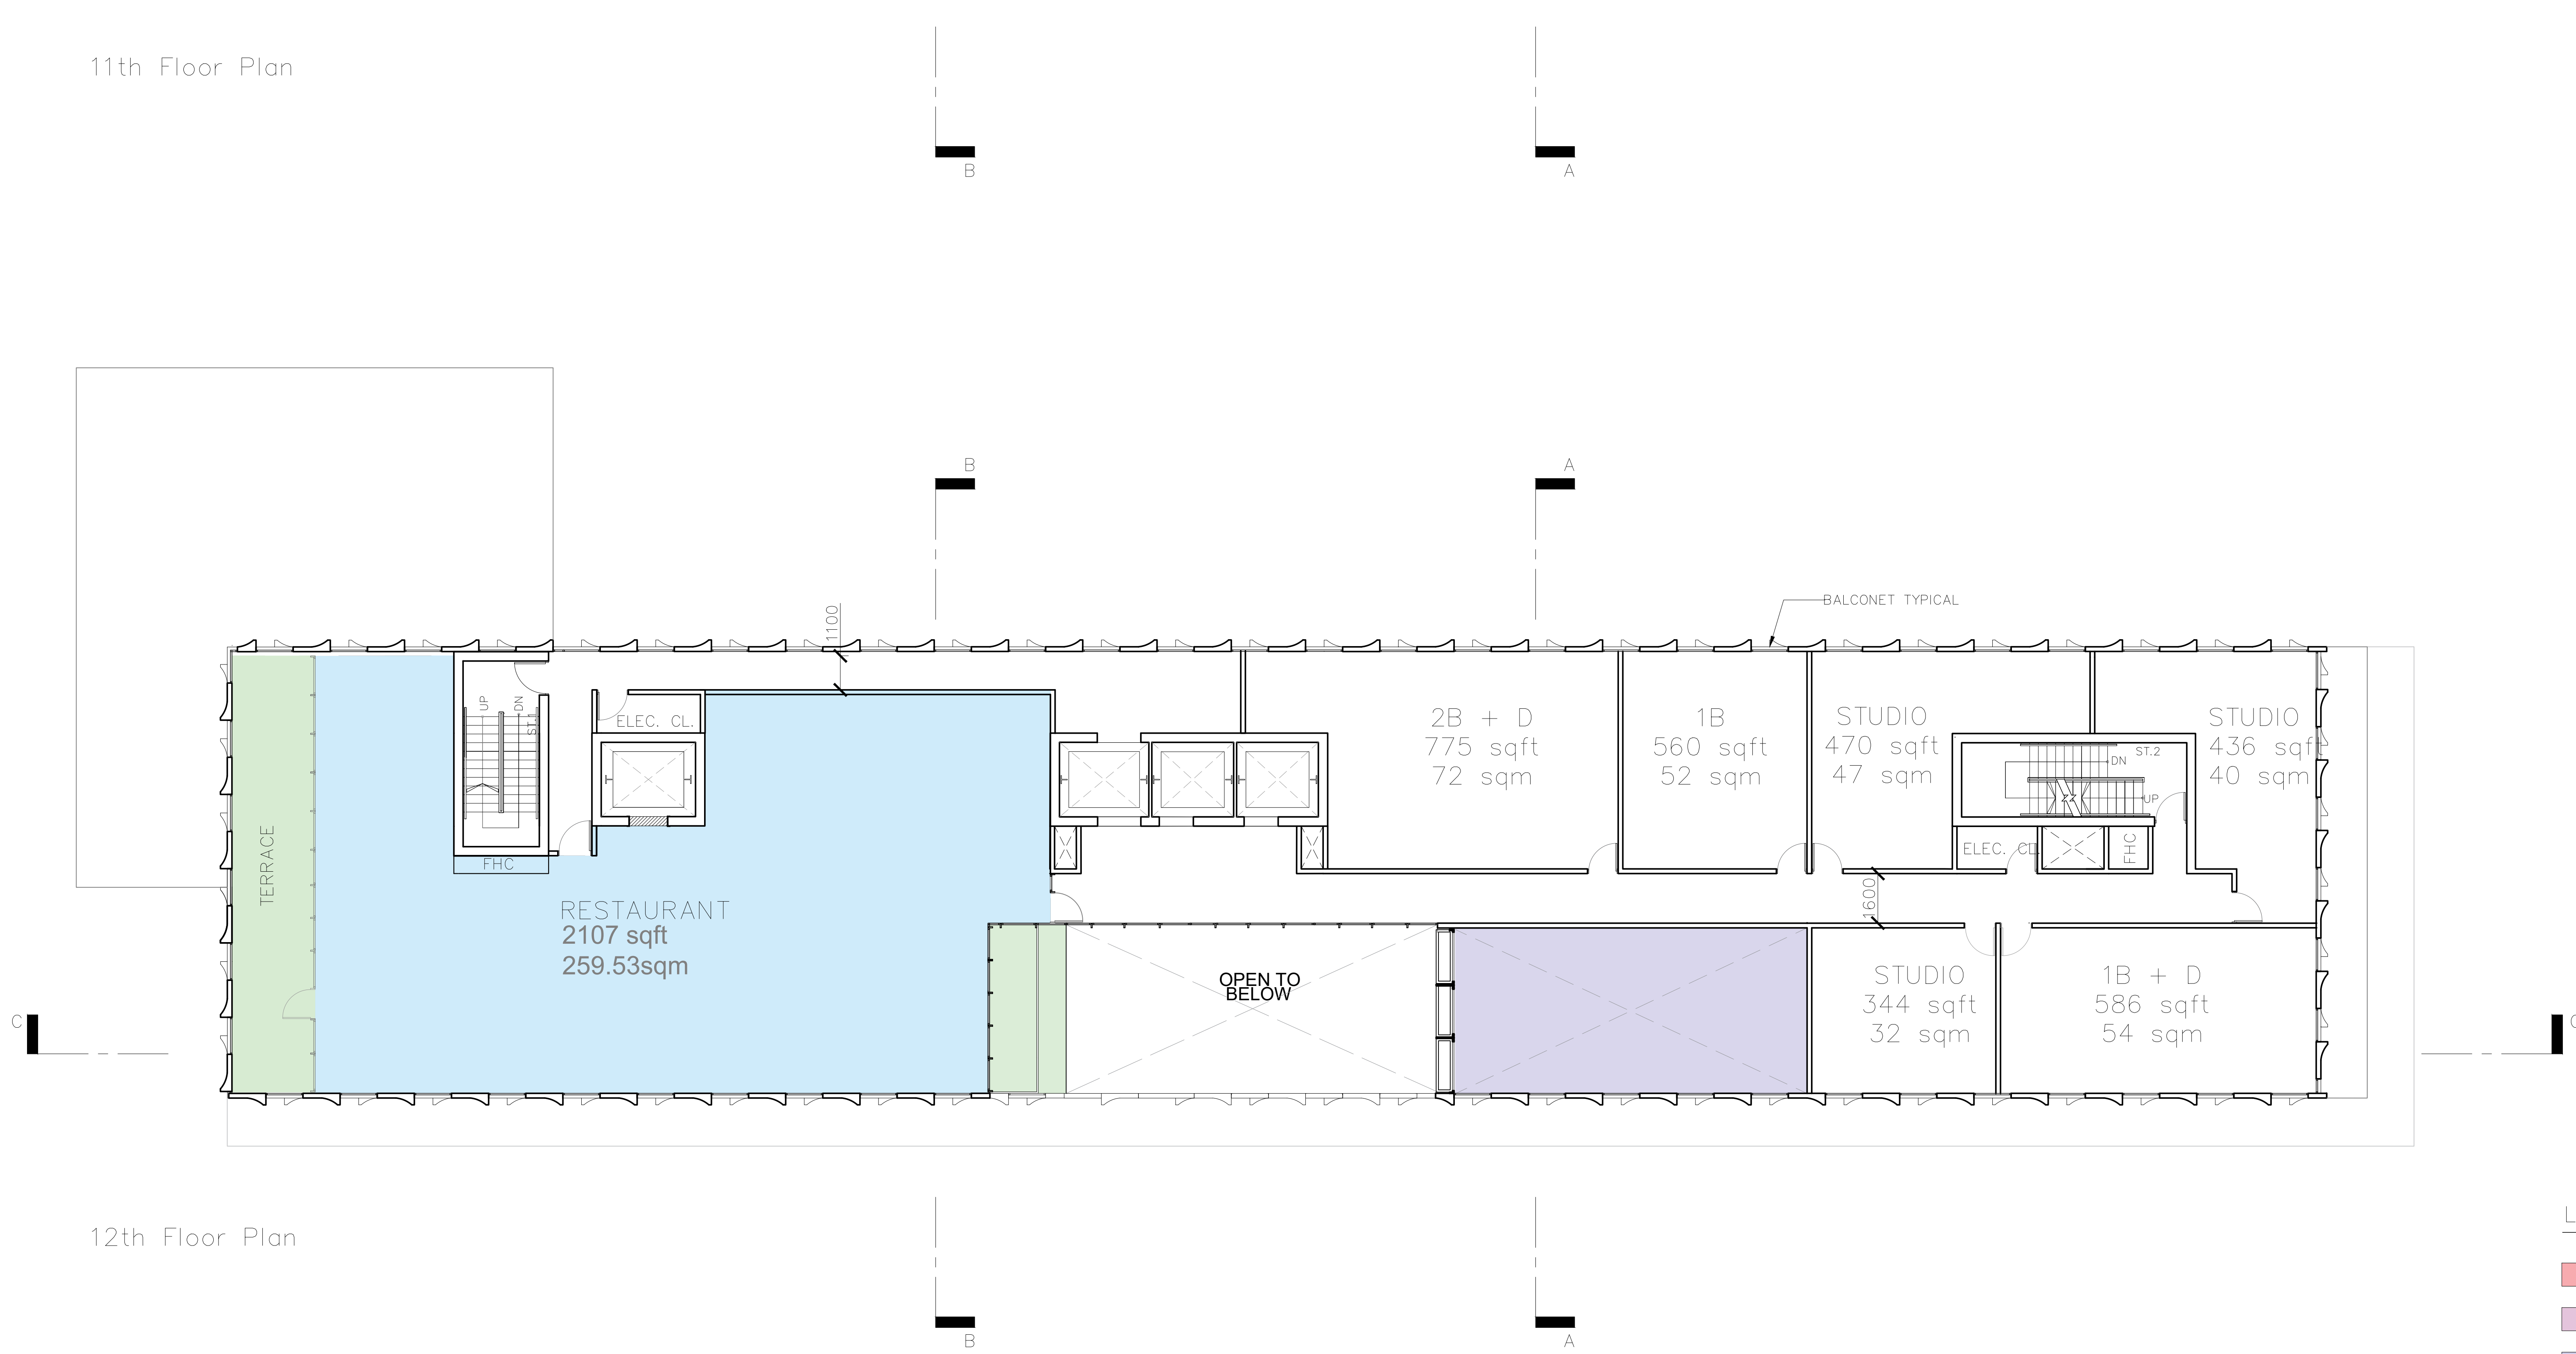 11th Floor Plan
B
A
B
A
BALCONET TYPICAL
1100
UP
DN
ST.1
ELEC. CL.
FHC
TERRACE
RESTAURANT
2107 sqft
259.53sqm
2B + D
775 sqft
72 sqm
1B
560 sqft
52 sqm
STUDIO
470 sqft
47 sqm
STUDIO
436 sqft
40 sqm
ST.2
DN
UP
ELEC. CL.
FHC
1600
OPEN TO
BELOW
STUDIO
344 sqft
32 sqm
1B + D
586 sqft
54 sqm
C
12th Floor Plan
B
A